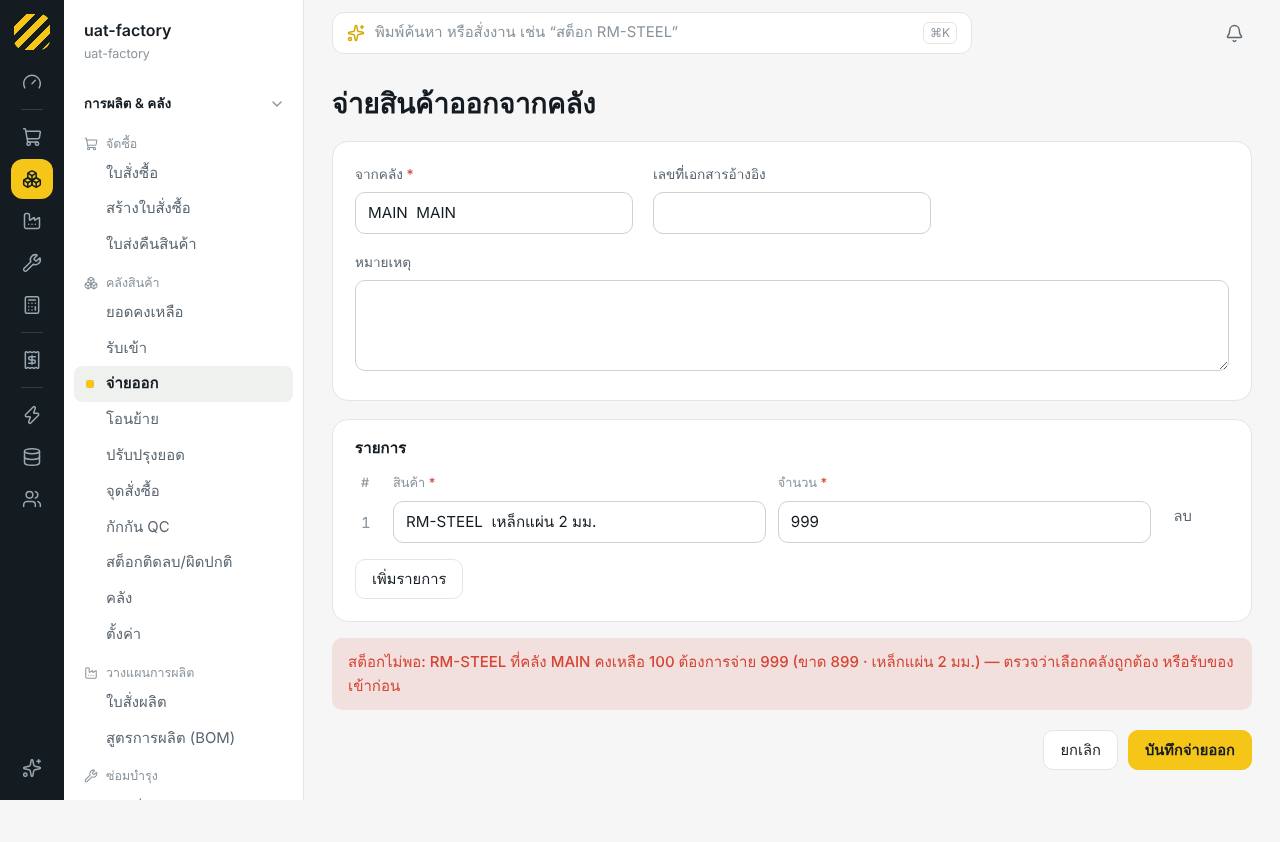 uat-factory
uat-factory
การผลิต & คลัง
จัดซื้อ
ใบสั่งซื้อ
สร้างใบสั่งซื้อ
ใบส่งคืนสินค้า
คลังสินค้า
ยอดคงเหลือ
รับเข้า
จ่ายออก
โอนย้าย
ปรับปรุงยอด
จุดสั่งซื้อ
กักกัน QC
สต็อกติดลบ/ผิดปกติ
คลัง
ตั้งค่า
วางแผนการผลิต
ใบสั่งผลิต
สูตรการผลิต (BOM)
ซ่อมบำรุง
พิมพ์ค้นหา หรือสั่งงาน เช่น “สต็อก RM-STEEL”
⌘K
จ่ายสินค้าออกจากคลัง
จากคลัง *
เลขที่เอกสารอ้างอิง
MAIN MAIN
หมายเหตุ
รายการ
# สินค้า * จำนวน *
1 RM-STEEL เหล็กแผ่น 2 มม. 999 ลบ
เพิ่มรายการ
สต็อกไม่พอ: RM-STEEL ที่คลัง MAIN คงเหลือ 100 ต้องการจ่าย 999 (ขาด 899 · เหล็กแผ่น 2 มม.) — ตรวจว่าเลือกคลังถูกต้อง หรือรับของ
เข้าก่อน
ยกเลิก
บันทึกจ่ายออก